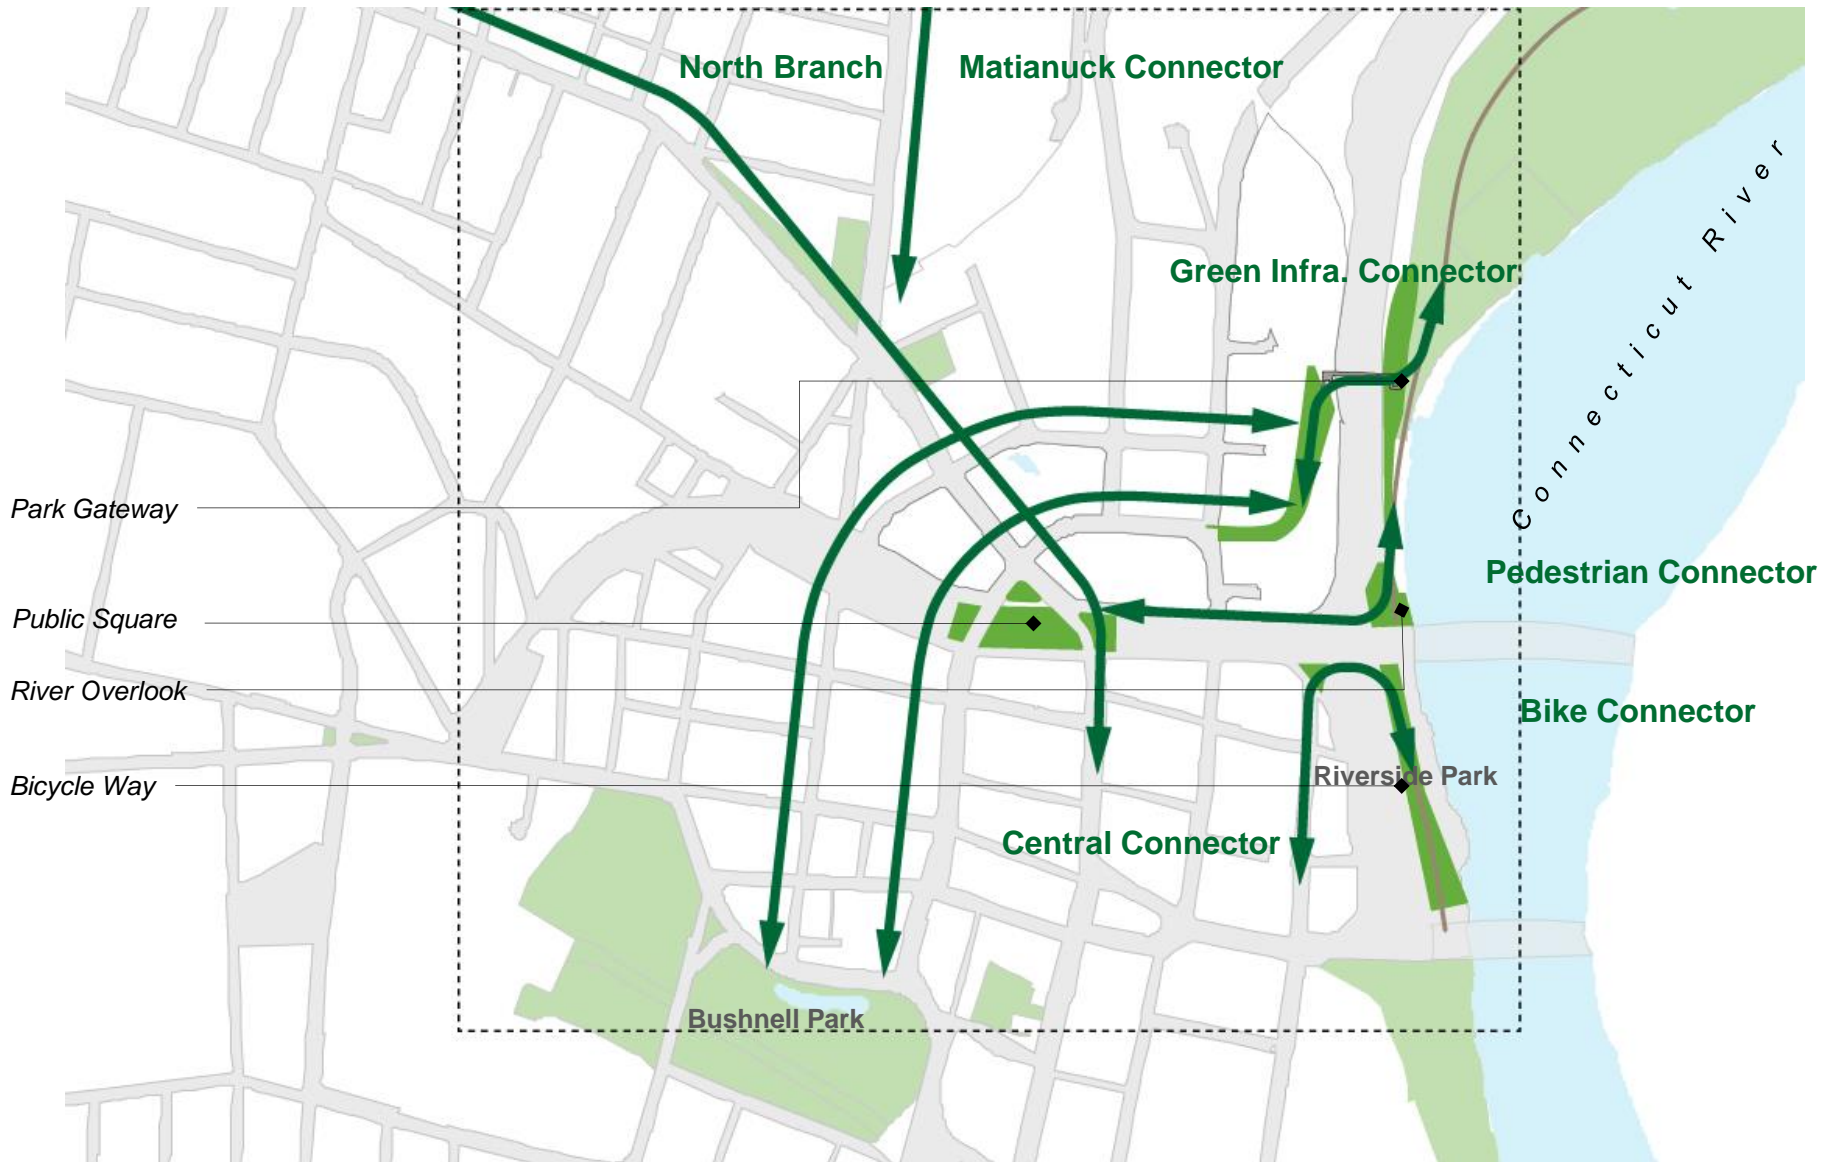 North Branch
Matianuck Connector
Connecticut River
Green Infra. Connector
Park Gateway
Pedestrian Connector
Public Square
River Overlook
Bike Connector
Riverside Park
Bicycle Way
Central Connector
Bushnell Park